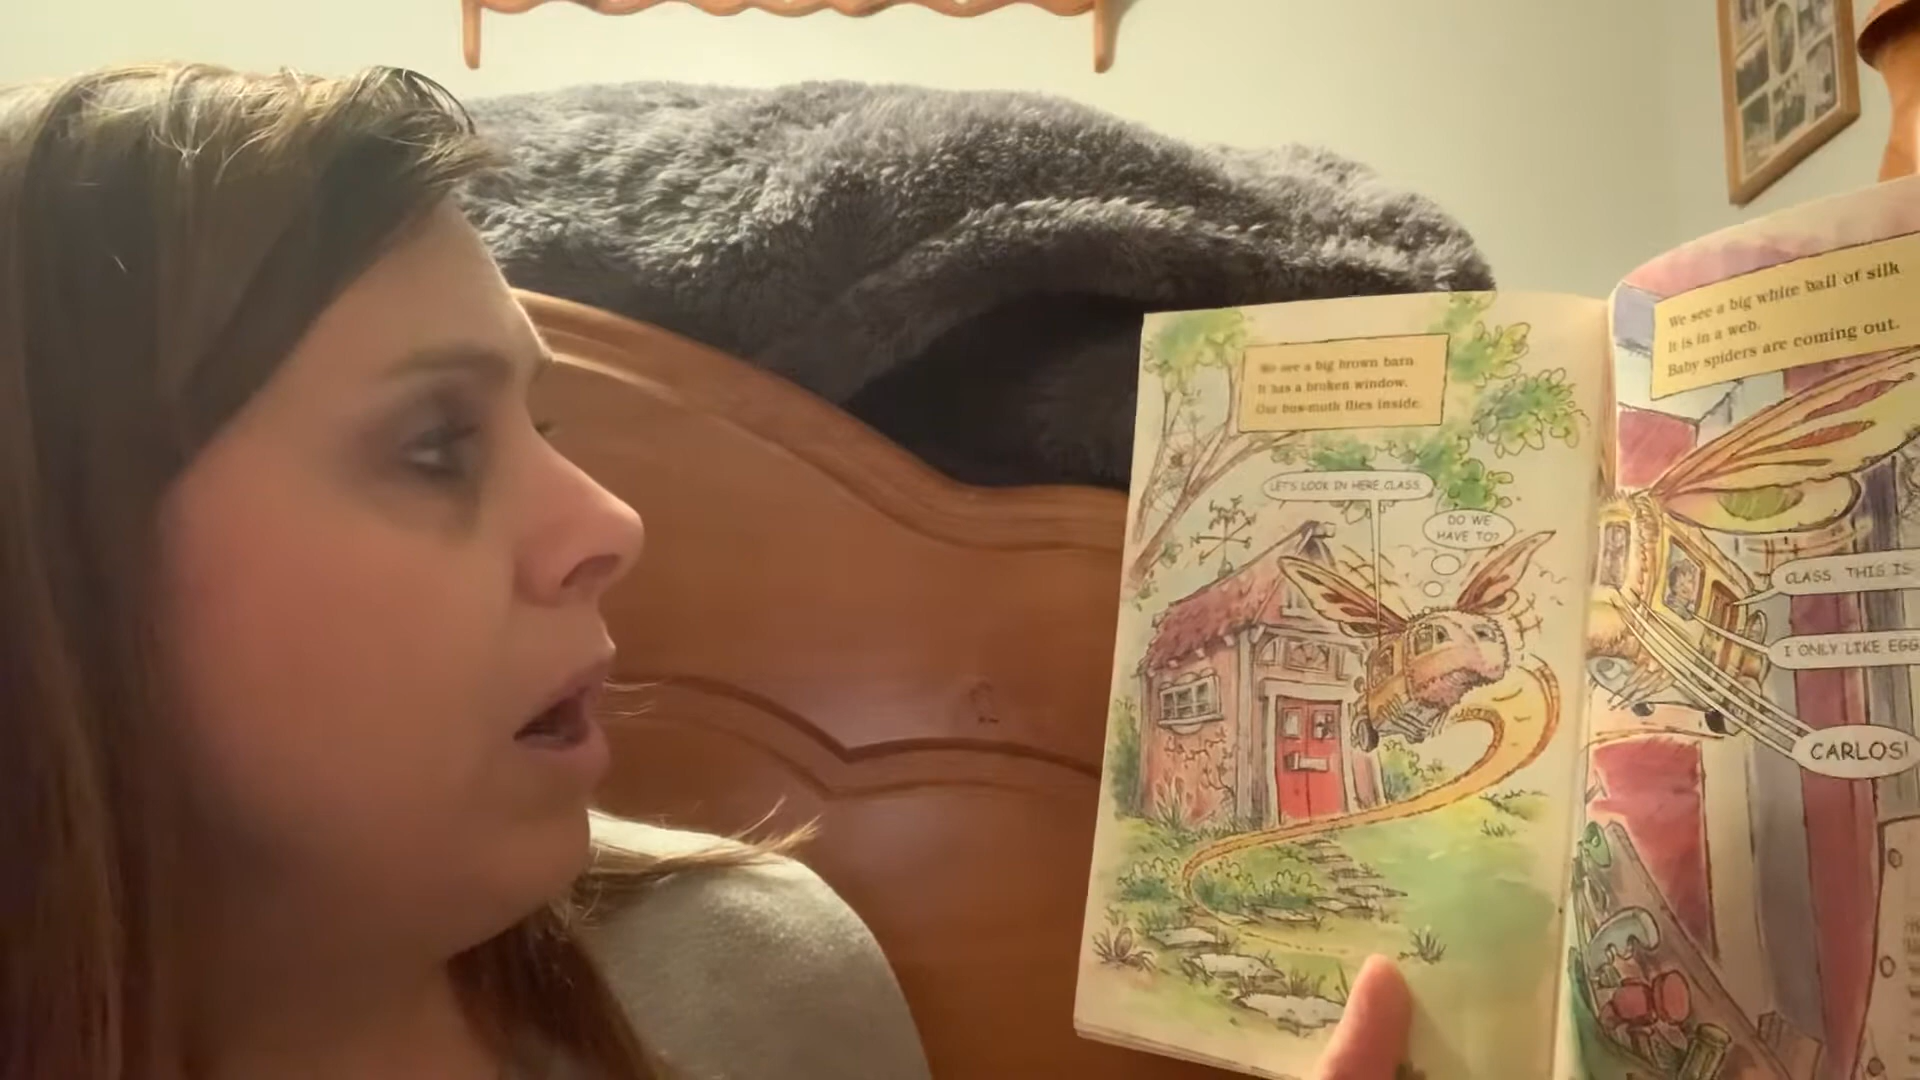 We see a big brown barn.
It has a broken window.
Our bus-moth flies inside.
LET'S LOOK IN HERE, CLASS.
DO WE
HAVE TO?
We see a big white ball of silk
It is in a web.
Baby spiders are coming out.
CLASS, THIS IS
I ONLY LIKE EGG
CARLOS!